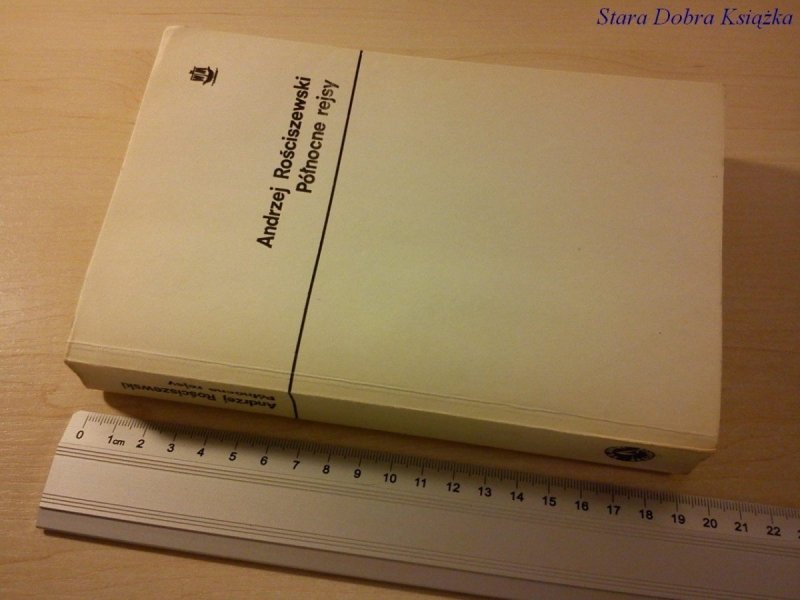 Stara Dobra Książka
Andrzej Rościszewski
Północne rejsy
Andrzej Rościszewski
Północne rejsy
0 1cm 2 3 4 5 6 7 8 9 10 11 12 13 14 15 16 17 18 19 20 21 22